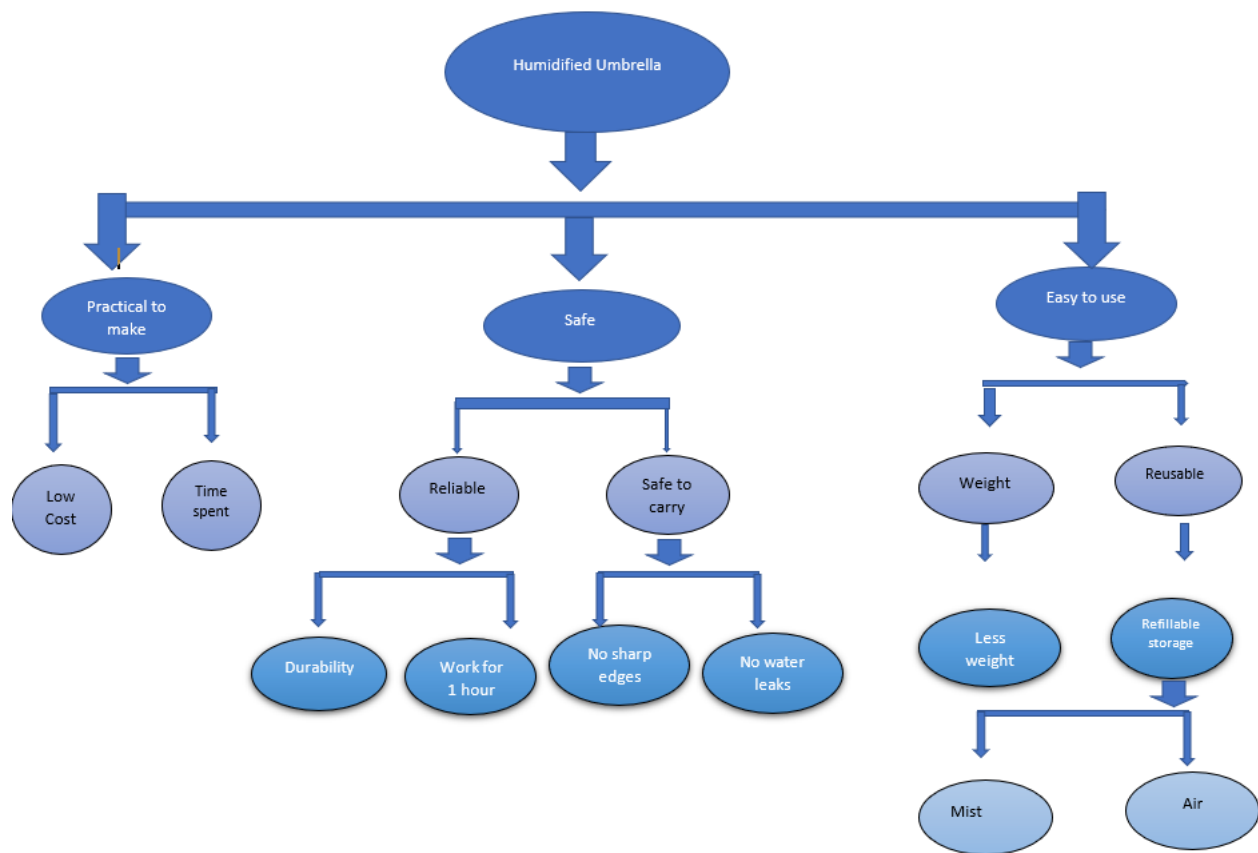 Humidified Umbrella
Practical to
make
Safe
Easy to use
Low
Cost
Time
spent
Reliable
Safe to
carry
Weight
Reusable
Durability
Work for
1 hour
No sharp
edges
No water
leaks
Less
weight
Refillable
storage
Mist
Air